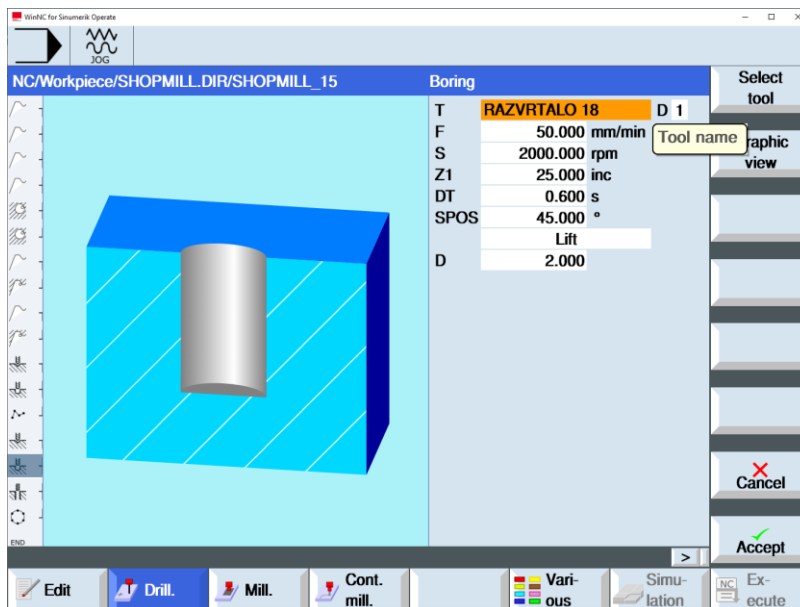 WinNC for Sinumerik Operate
JOG
NC/Workpiece/SHOPMILL.DIR/SHOPMILL_15
Boring
Select
tool
T RAZVRTALO 18 D 1
F 50.000 mm/min
Tool name
raphic
view
S 2000.000 rpm
Z1 25.000 inc
DT 0.600 s
SPOS 45.000 °
Lift
D 2.000
Cancel
END
Accept
>
Edit
Drill.
Mill.
Cont.
mill.
Vari-
ous
Simu-
lation
NC
Ex-
ecute